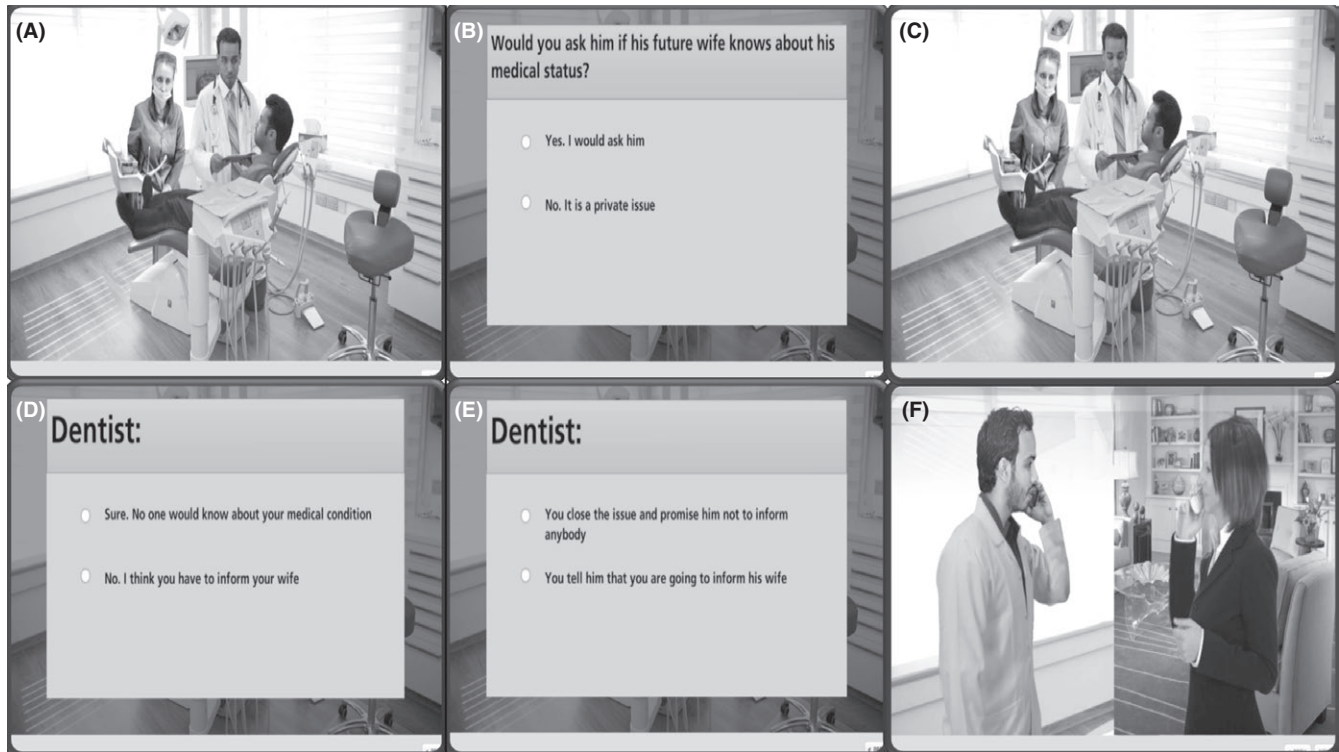 (A)
(B)
Would you ask him if his future wife knows about his
medical status?
Yes. I would ask him
No. It is a private issue
(C)
(D)
Dentist:
Sure. No one would know about your medical condition
No. I think you have to inform your wife
(E)
Dentist:
You close the issue and promise him not to inform
anybody
You tell him that you are going to inform his wife
(F)